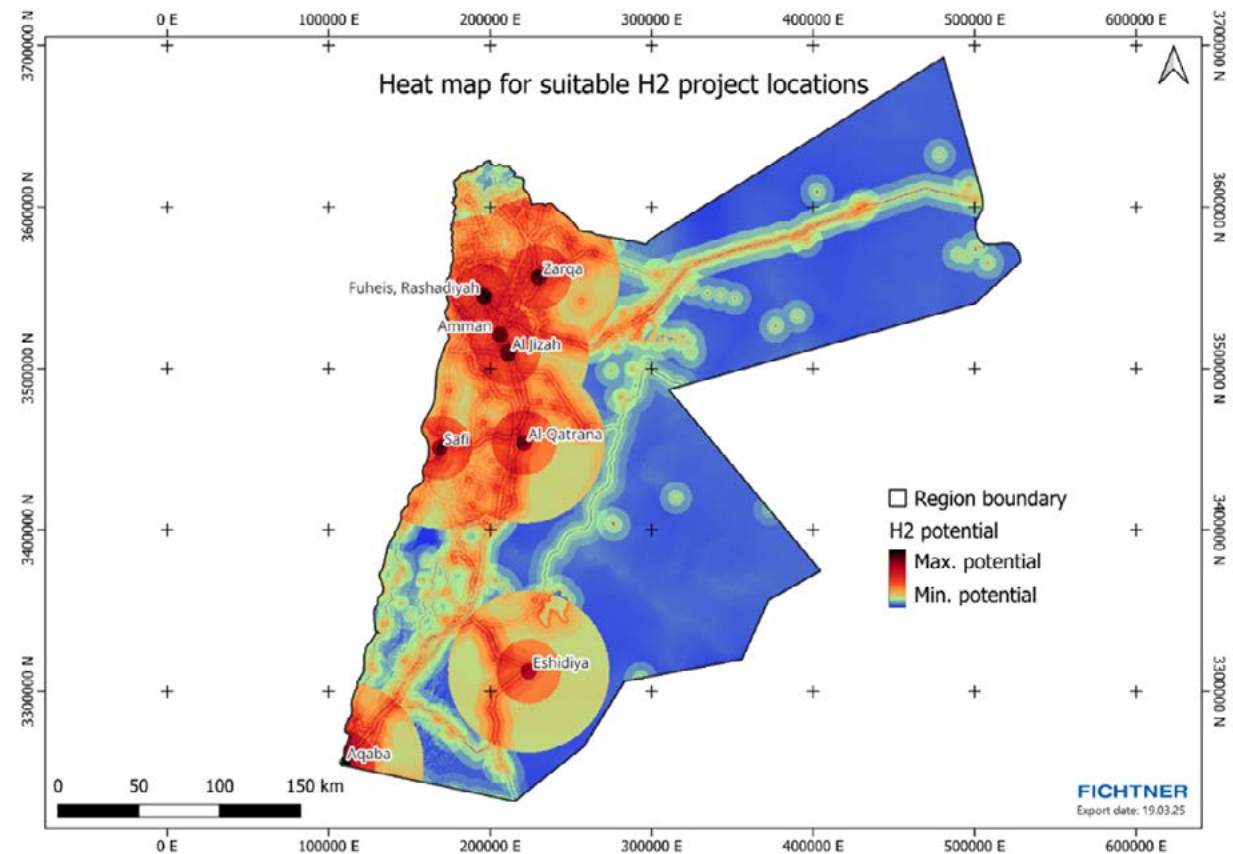 0 E 100000 E 200000 E 300000 E 400000 E 500000 E 600000 E
3700000 N 3700000 N
Heat map for suitable H2 project locations
3600000 N 3600000 N
Zarqa
Fuheis, Rashadiyah
Amman
Al Jizah
3500000 N 3500000 N
Safi
Al-Qatrana
Region boundary
H2 potential
Max. potential
Min. potential
3400000 N 3400000 N
Eshidiya
3300000 N 3300000 N
Aqaba
0 50 100 150 km
FICHTNER
Export date: 19.03.25
0 E 100000 E 200000 E 300000 E 400000 E 500000 E 600000 E